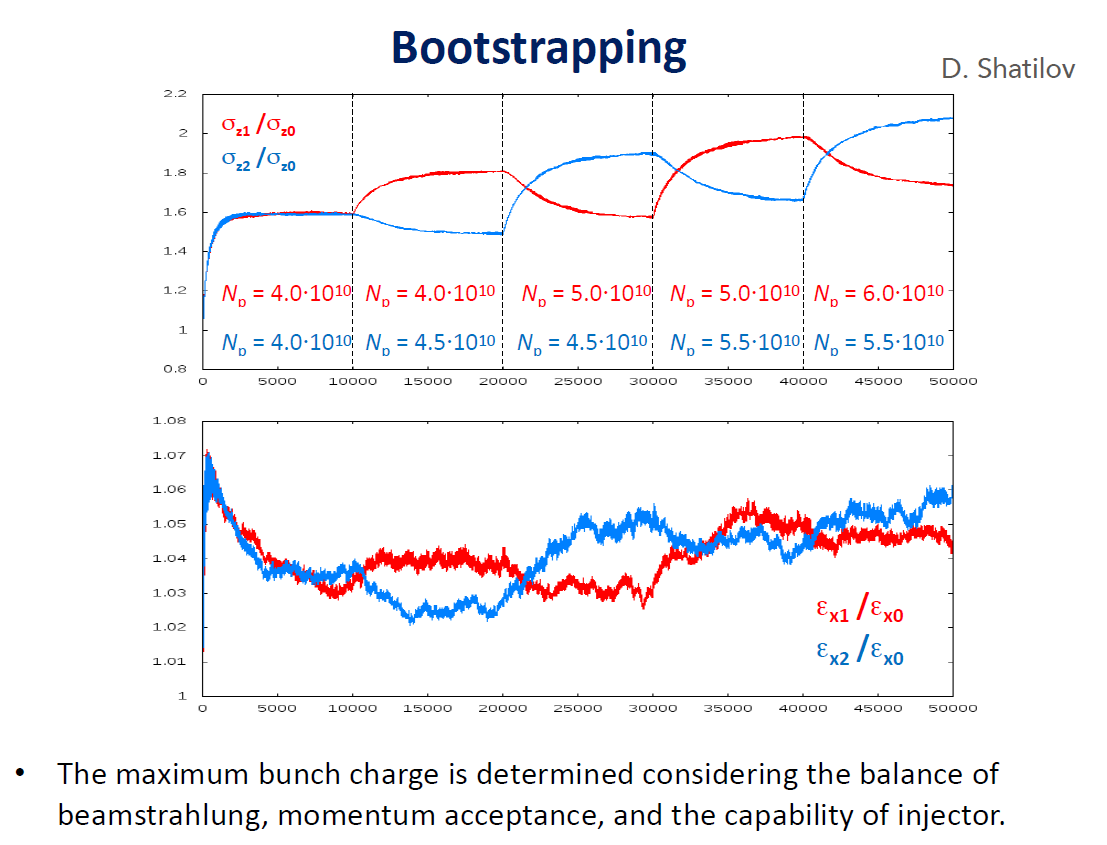 Bootstrapping
D. Shatilov
2.2
2
1.8
1.6
1.4
1.2
1
0.8
σz1 /σz0
σz2 /σz0
Np = 4.0·10^10 Np = 4.0·10^10 Np = 5.0·10^10 Np = 5.0·10^10 Np = 6.0·10^10
Np = 4.0·10^10 Np = 4.5·10^10 Np = 4.5·10^10 Np = 5.5·10^10 Np = 5.5·10^10
0 5000 10000 15000 20000 25000 30000 35000 40000 45000 50000
1.08
1.07
1.06
1.05
1.04
1.03
1.02
1.01
1
εx1 /εx0
εx2 /εx0
0 5000 10000 15000 20000 25000 30000 35000 40000 45000 50000
• The maximum bunch charge is determined considering the balance of
beamstrahlung, momentum acceptance, and the capability of injector.